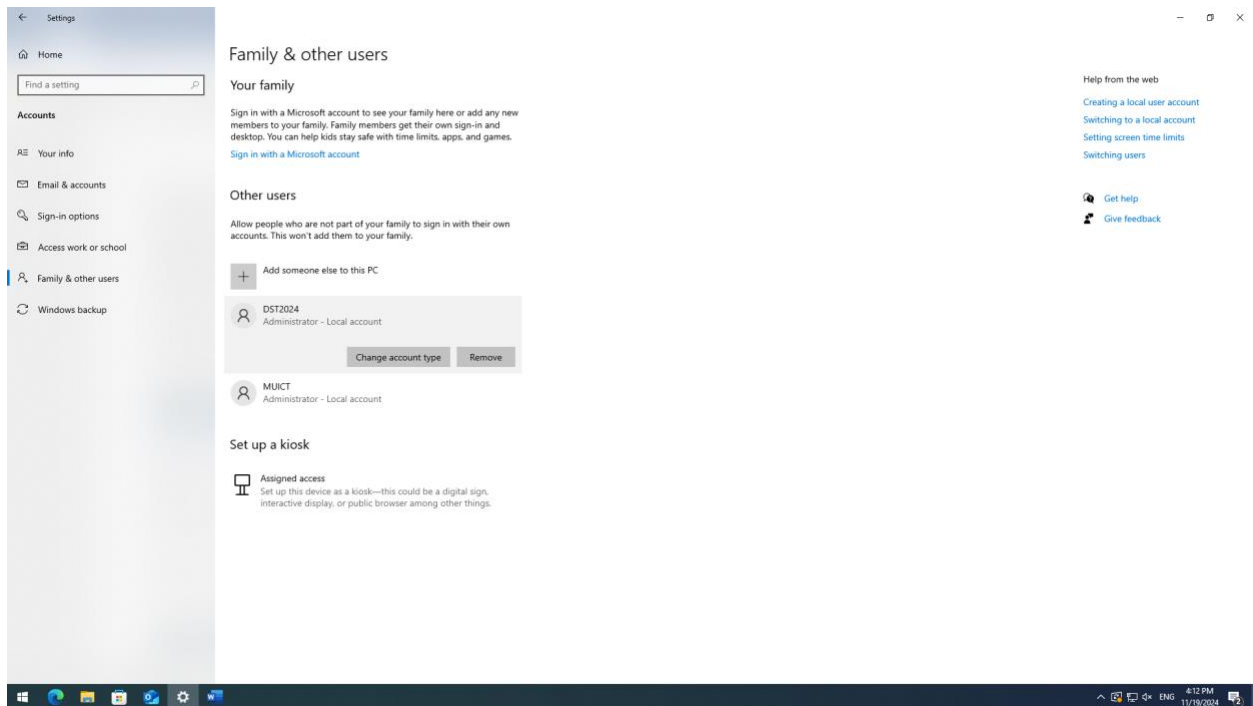 Settings
Home
Find a setting
Accounts
Your info
Email & accounts
Sign-in options
Access work or school
Family & other users
Windows backup
Family & other users
Your family
Sign in with a Microsoft account to see your family here or add any new
members to your family. Family members get their own sign-in and
desktop. You can help kids stay safe with time limits, apps, and games.
Sign in with a Microsoft account
Other users
Allow people who are not part of your family to sign in with their own
accounts. This won't add them to your family.
Add someone else to this PC
DST2024
Administrator - Local account
Change account type
Remove
MUICT
Administrator - Local account
Set up a kiosk
Assigned access
Set up this device as a kiosk—this could be a digital sign,
interactive display, or public browser among other things.
Help from the web
Creating a local user account
Switching to a local account
Setting screen time limits
Switching users
Get help
Give feedback
ENG
4:12 PM
11/19/2024
2